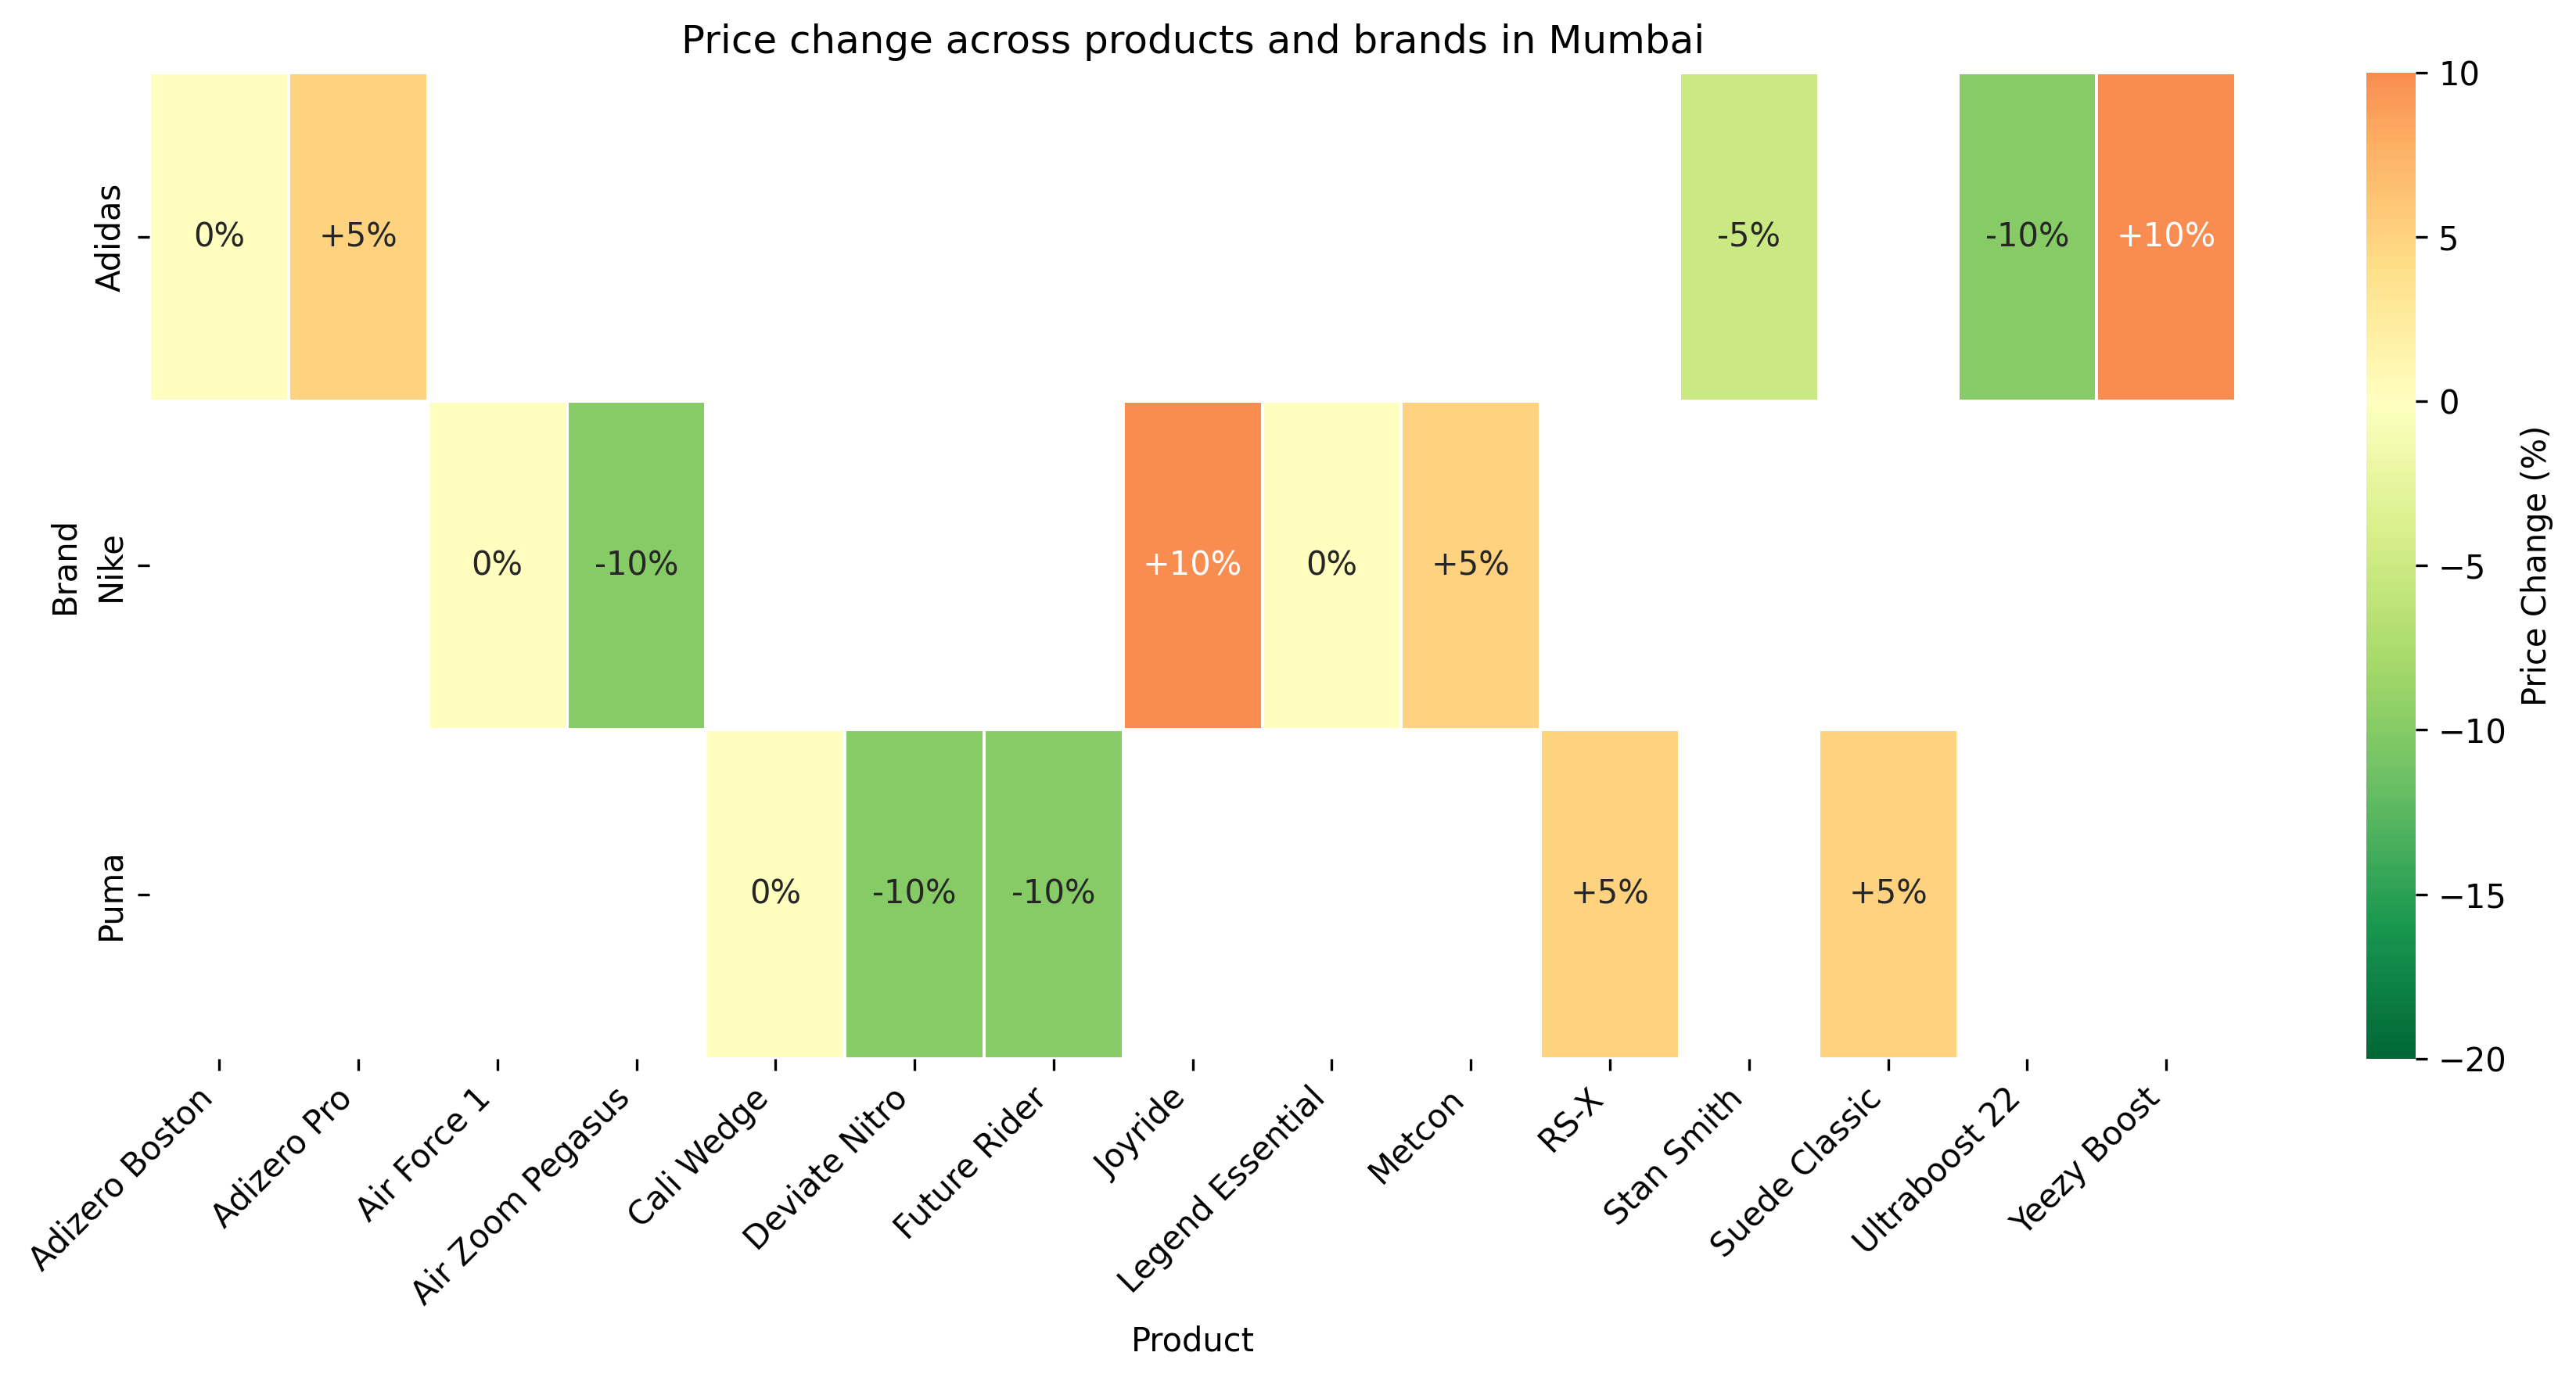 Price change across products and brands in Mumbai
Brand
Adidas
0%
+5%
-5%
-10%
+10%
Nike
0%
-10%
+10%
0%
+5%
Puma
0%
-10%
-10%
+5%
+5%
Adizero Boston
Adizero Pro
Air Force 1
Air Zoom Pegasus
Cali Wedge
Deviate Nitro
Future Rider
Joyride
Legend Essential
Metcon
RS-X
Stan Smith
Suede Classic
Ultraboost 22
Yeezy Boost
Product
10
5
0
−5
−10
−15
−20
Price Change (%)